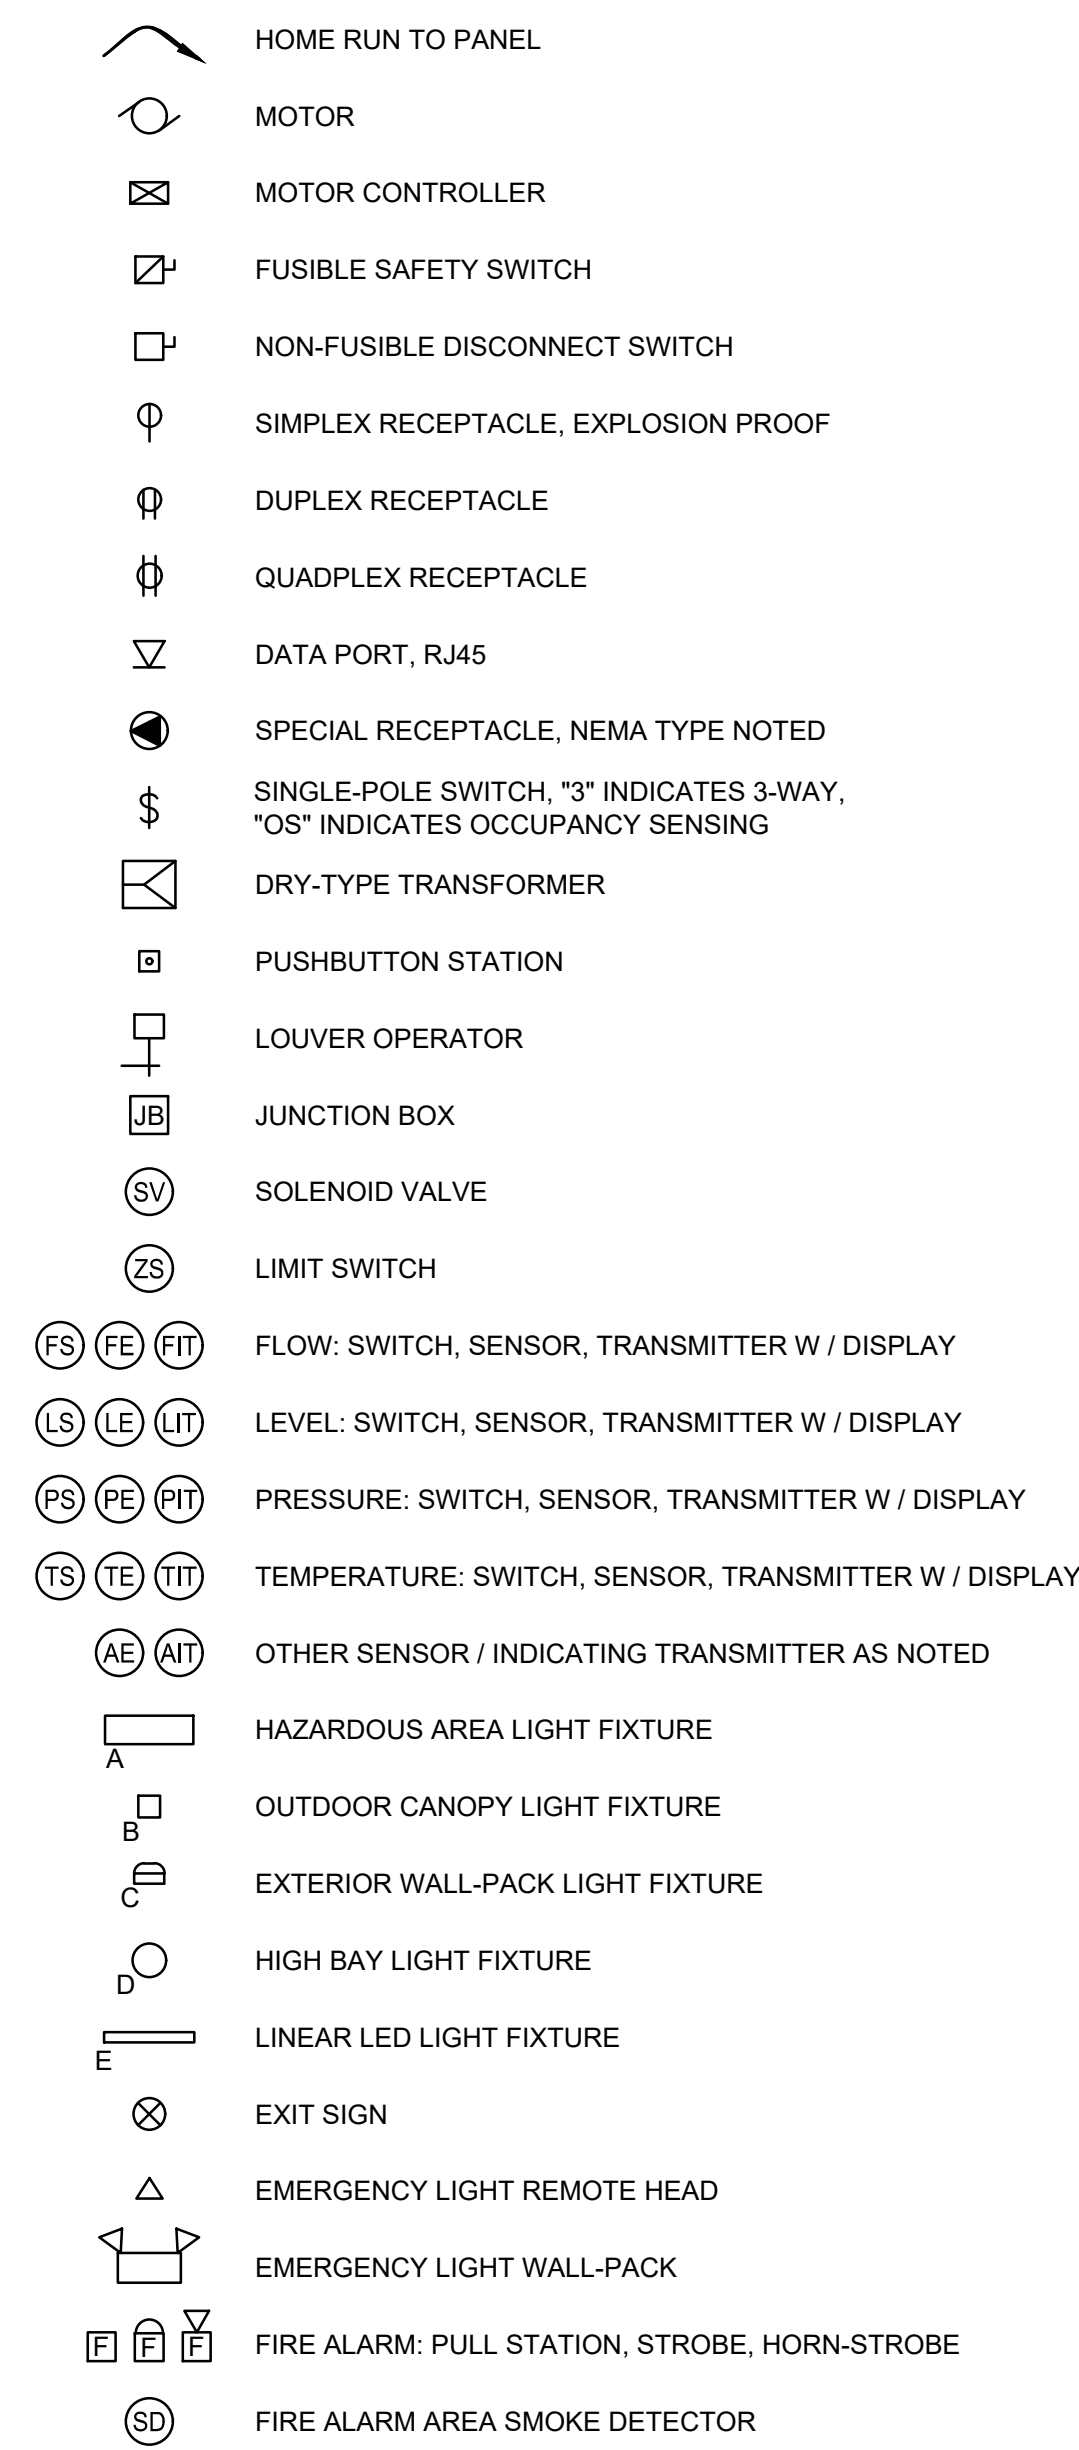 HOME RUN TO PANEL
MOTOR
MOTOR CONTROLLER
FUSIBLE SAFETY SWITCH
NON-FUSIBLE DISCONNECT SWITCH
SIMPLEX RECEPTACLE, EXPLOSION PROOF
DUPLEX RECEPTACLE
QUADPLEX RECEPTACLE
DATA PORT, RJ45
SPECIAL RECEPTACLE, NEMA TYPE NOTED
$ SINGLE-POLE SWITCH, "3" INDICATES 3-WAY,
"OS" INDICATES OCCUPANCY SENSING
DRY-TYPE TRANSFORMER
PUSHBUTTON STATION
LOUVER OPERATOR
JB JUNCTION BOX
SV SOLENOID VALVE
ZS LIMIT SWITCH
FS FE FIT FLOW: SWITCH, SENSOR, TRANSMITTER W / DISPLAY
LS LE LIT LEVEL: SWITCH, SENSOR, TRANSMITTER W / DISPLAY
PS PE PIT PRESSURE: SWITCH, SENSOR, TRANSMITTER W / DISPLAY
TS TE TIT TEMPERATURE: SWITCH, SENSOR, TRANSMITTER W / DISPLAY
AE AIT OTHER SENSOR / INDICATING TRANSMITTER AS NOTED
A HAZARDOUS AREA LIGHT FIXTURE
B OUTDOOR CANOPY LIGHT FIXTURE
C EXTERIOR WALL-PACK LIGHT FIXTURE
D HIGH BAY LIGHT FIXTURE
E LINEAR LED LIGHT FIXTURE
EXIT SIGN
EMERGENCY LIGHT REMOTE HEAD
EMERGENCY LIGHT WALL-PACK
F F F FIRE ALARM: PULL STATION, STROBE, HORN-STROBE
SD FIRE ALARM AREA SMOKE DETECTOR